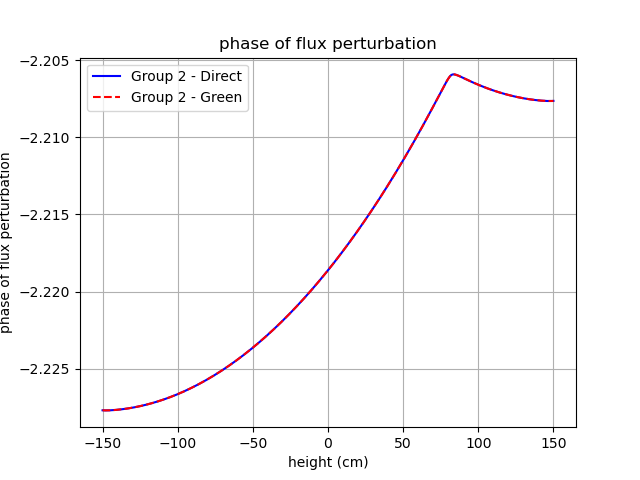 phase of flux perturbation
Group 2 - Direct
Group 2 - Green
phase of flux perturbation
−2.205
−2.210
−2.215
−2.220
−2.225
−150
−100
−50
0
50
100
150
height (cm)